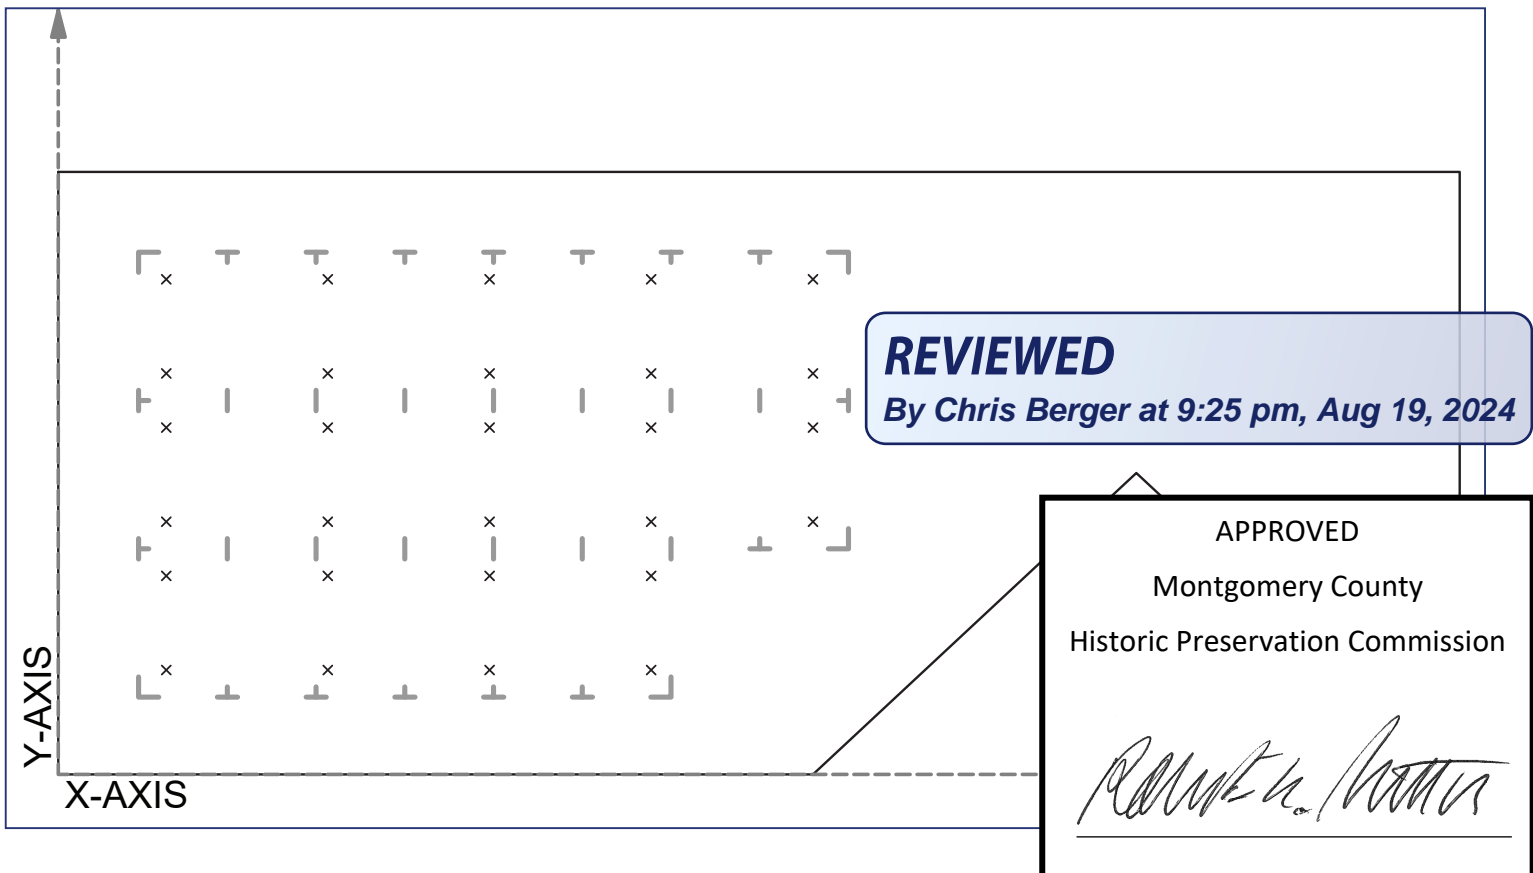 REVIEWED
By Chris Berger at 9:25 pm, Aug 19, 2024
APPROVED
Montgomery County
Historic Preservation Commission
Y-AXIS
X-AXIS